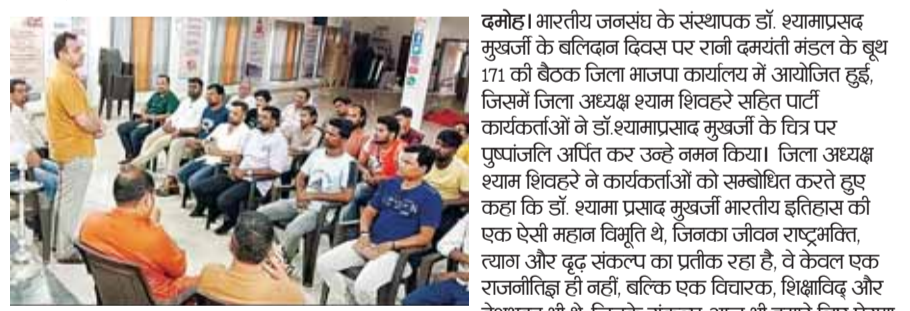 दमोह। भारतीय जनसंघ के संस्थापक डॉ. श्यामाप्रसद
मुखर्जी के बलिदान दिवस पर रानी दमयंती मंडल के बूथ
171 की बैठक जिला भाजपा कार्यालय में आयोजित हुई,
जिसमें जिला अध्यक्ष श्याम शिवहरे सहित पार्टी
कार्यकर्ताओं ने डॉ.श्यामाप्रसाद मुखर्जी के चित्र पर
पुष्पांजलि अर्पित कर उन्हे नमन किया। जिला अध्यक्ष
श्याम शिवहरे ने कार्यकर्ताओं को सम्बोधित करते हुए
कहा कि डॉ. श्यामा प्रसाद मुखर्जी भारतीय इतिहास की
एक ऐसी महान विभूति थे, जिनका जीवन राष्ट्रभक्ति,
त्याग और दृढ़ संकल्प का प्रतीक रहा है, वे केवल एक
राजनीतिज्ञ ही नहीं, बल्कि एक विचारक, शिक्षाविद् और